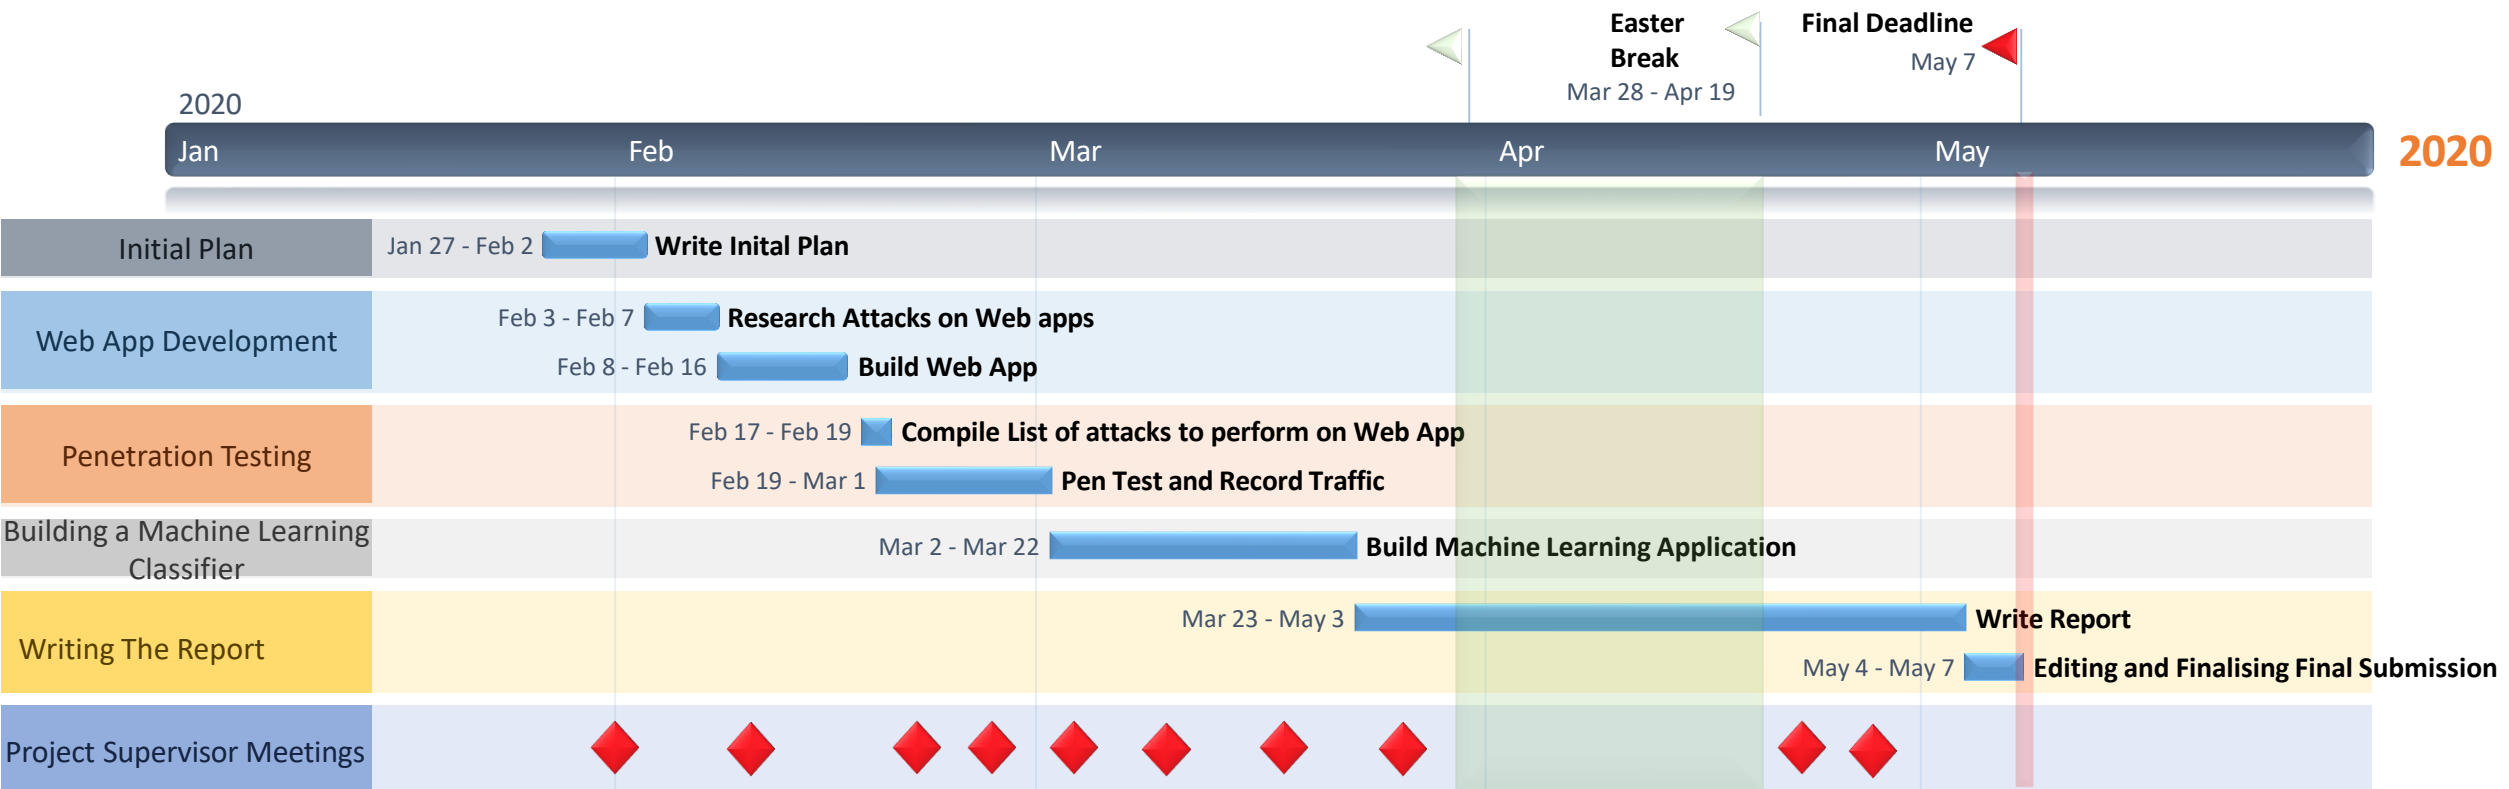 Easter
Break
Mar 28 - Apr 19
Final Deadline
May 7
2020
Jan Feb Mar Apr May
2020
Initial Plan
Jan 27 - Feb 2 Write Inital Plan
Web App Development
Feb 3 - Feb 7 Research Attacks on Web apps
Feb 8 - Feb 16 Build Web App
Penetration Testing
Feb 17 - Feb 19 Compile List of attacks to perform on Web App
Feb 19 - Mar 1 Pen Test and Record Traffic
Building a Machine Learning
Classifier
Mar 2 - Mar 22 Build Machine Learning Application
Writing The Report
Mar 23 - May 3 Write Report
May 4 - May 7 Editing and Finalising Final Submission
Project Supervisor Meetings